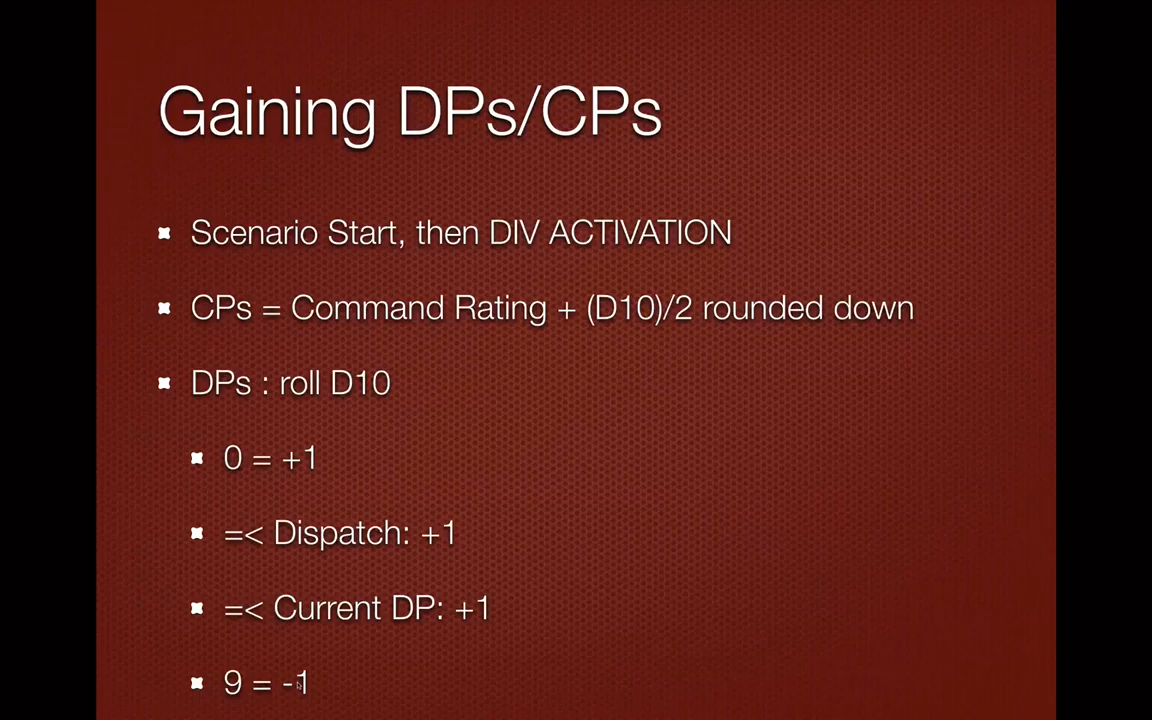 Gaining DPs/CPs
Scenario Start, then DIV ACTIVATION
CPs = Command Rating + (D10)/2 rounded down
DPs : roll D10
0 = +1
=< Dispatch: +1
=< Current DP: +1
9 = -1